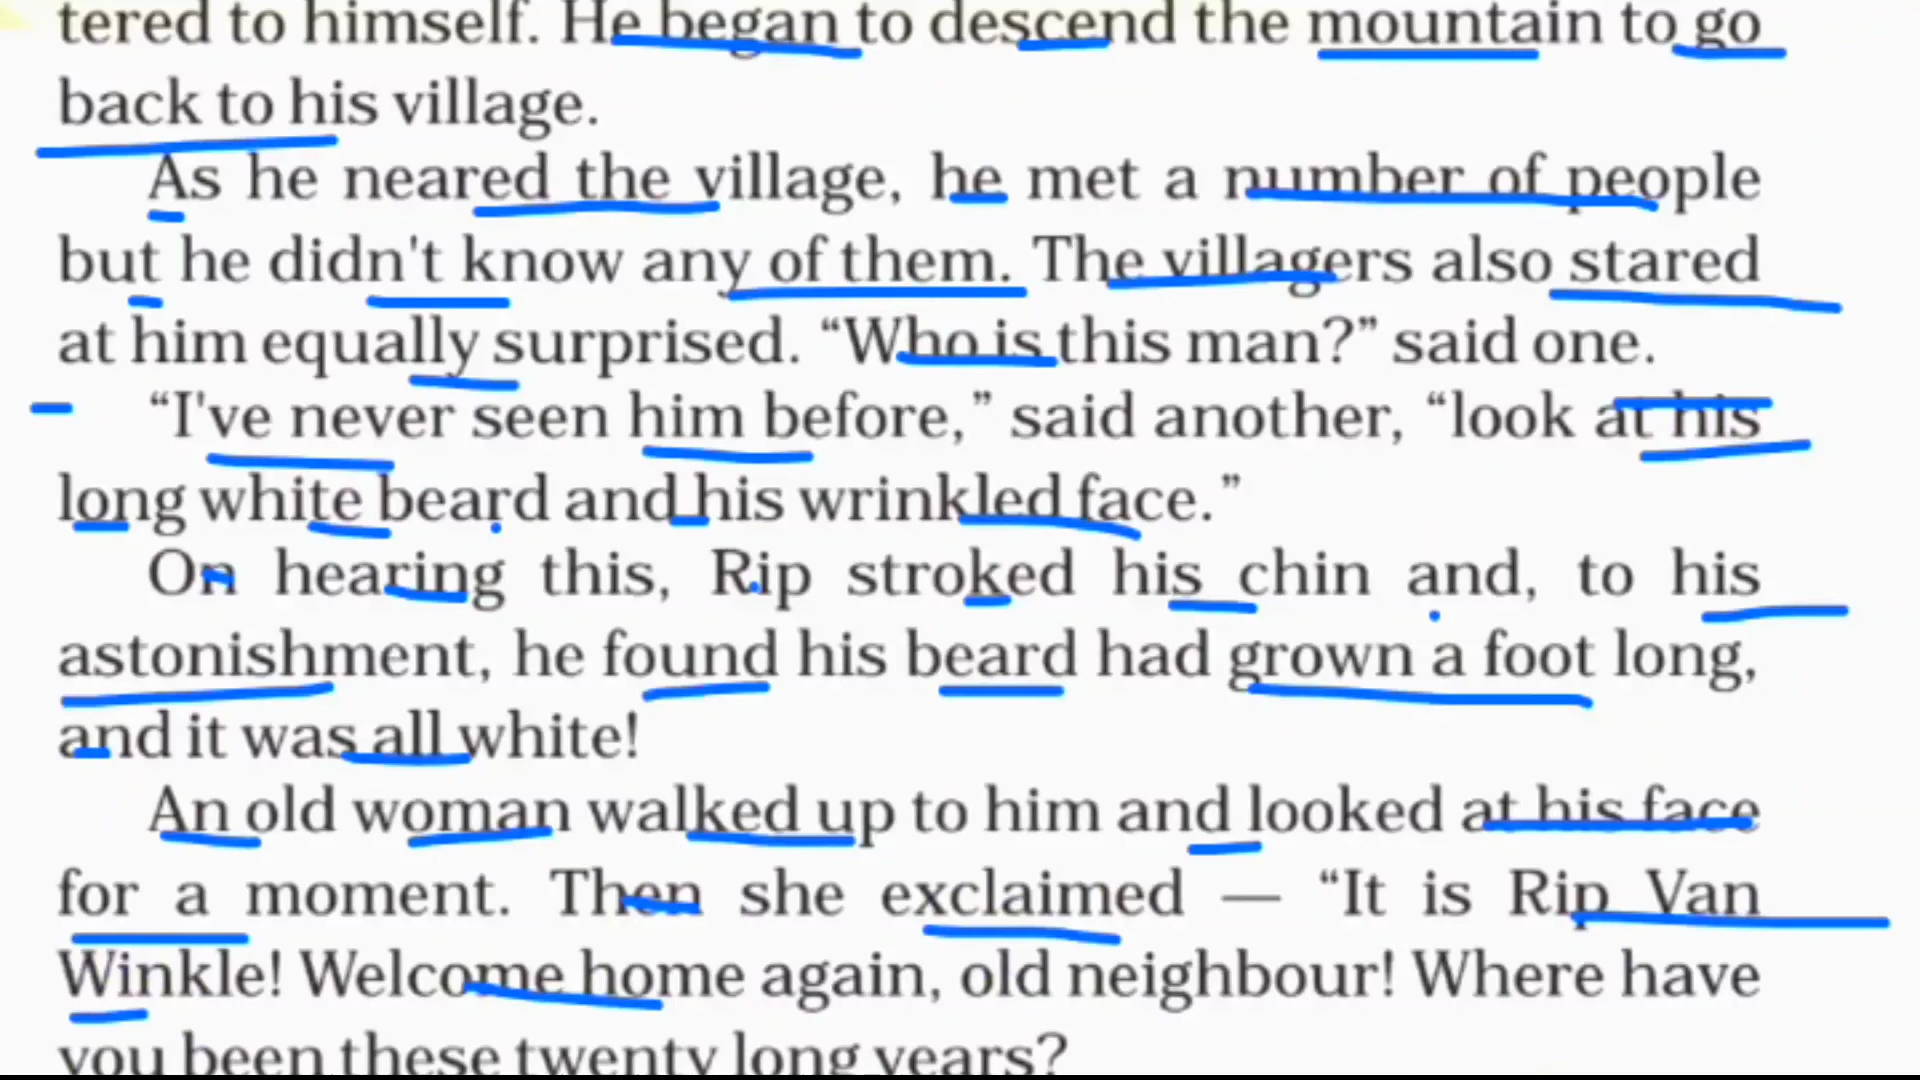 tered to himself. He began to descend the mountain to go
back to his village.
As he neared the village, he met a number of people
but he didn't know any of them. The villagers also stared
at him equally surprised. “Who is this man?” said one.
“I've never seen him before,” said another, “look at his
long white beard and his wrinkled face.”
On hearing this, Rip stroked his chin and, to his
astonishment, he found his beard had grown a foot long,
and it was all white!
An old woman walked up to him and looked at his face
for a moment. Then she exclaimed — “It is Rip Van
Winkle! Welcome home again, old neighbour! Where have
you been these twenty long years?